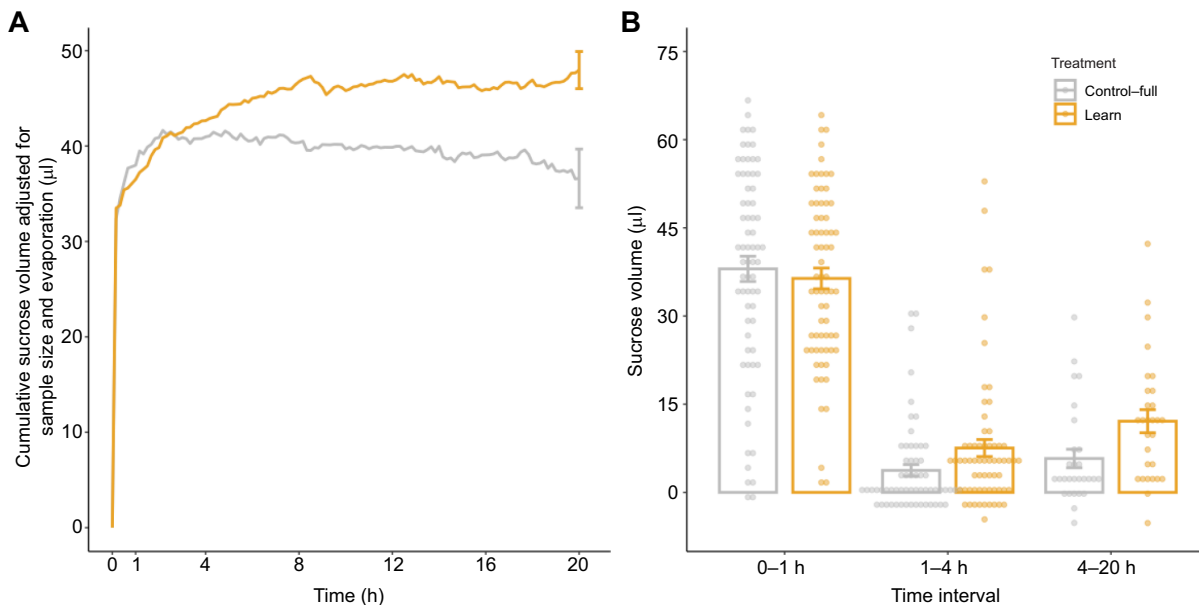 A
Cumulative sucrose volume adjusted for
sample size and evaporation (µl)
50
40
30
20
10
0
0 1 4 8 12 16 20
Time (h)
B
Sucrose volume (µl)
75
60
45
30
15
0
Treatment
Control–full
Learn
0–1 h 1–4 h 4–20 h
Time interval